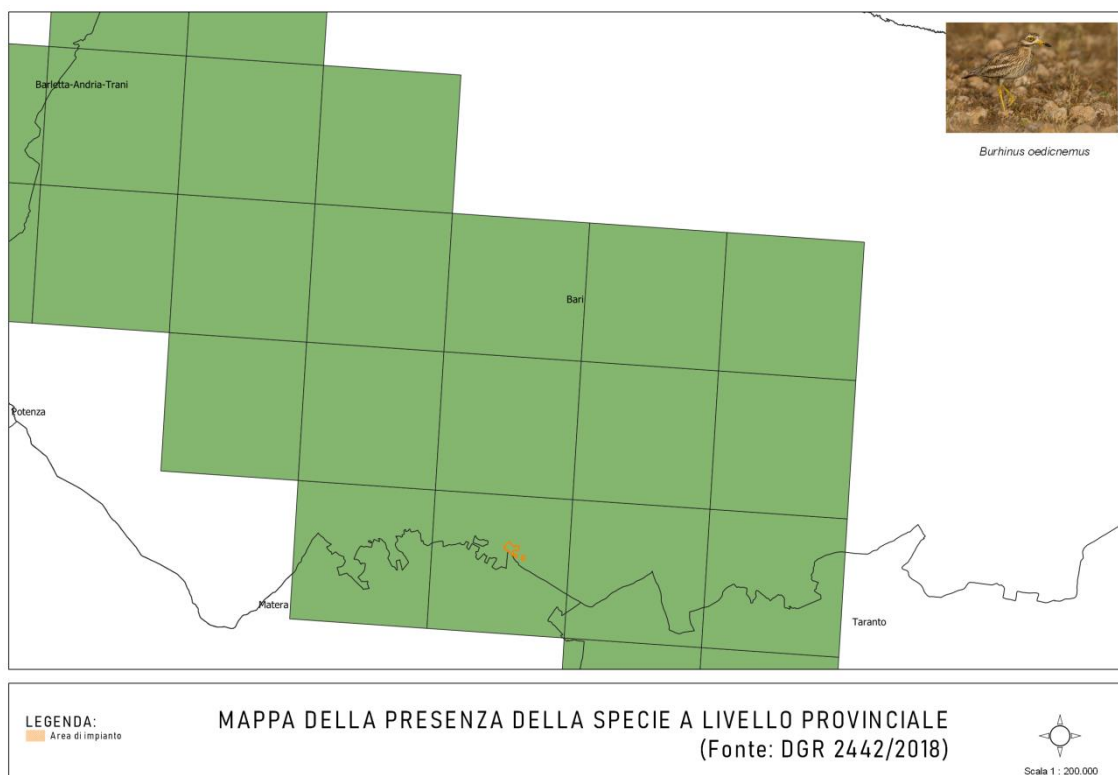 Barletta-Andria-Trani
Burhinus oedicnemus
Bari
Potenza
Matera
Taranto
LEGENDA:
Area di impianto
MAPPA DELLA PRESENZA DELLA SPECIE A LIVELLO PROVINCIALE
(Fonte: DGR 2442/2018)
Scala 1 : 200.000